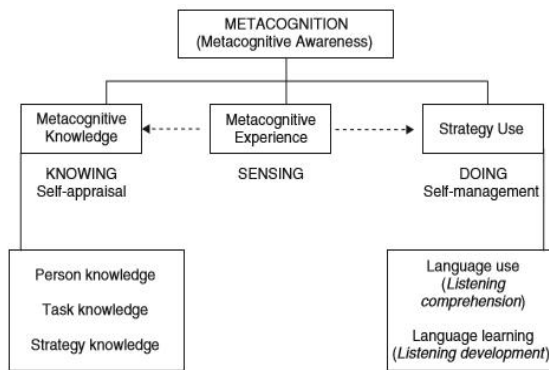 METACOGNITION
(Metacognitive Awareness)
Metacognitive
Knowledge
Metacognitive
Experience
Strategy Use
KNOWING
Self-appraisal
SENSING
DOING
Self-management
Person knowledge
Task knowledge
Strategy knowledge
Language use
(Listening
comprehension)
Language learning
(Listening development)